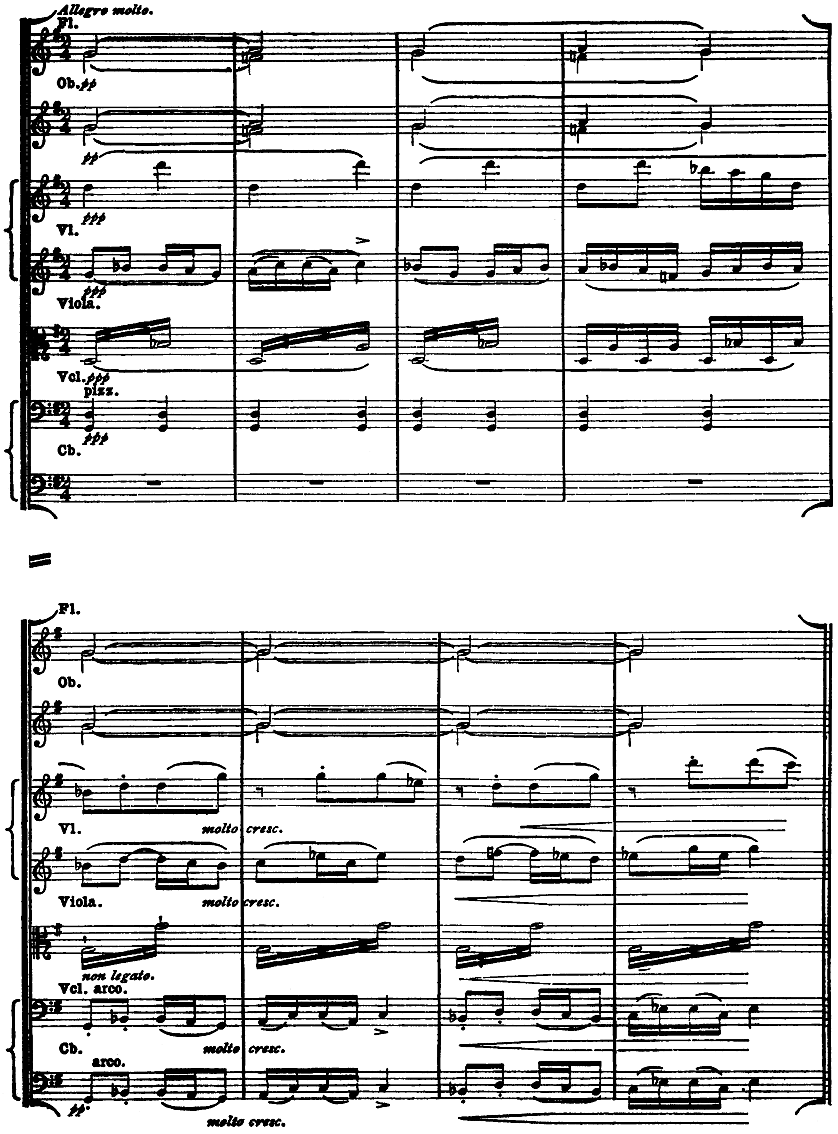 Allegro molto.
Fl.
Ob. pp
pp
ppp
Vl.
ppp
Viola.
Vcl. ppp
pizz.
ppp
Cb.
Fl.
Ob.
Vl. molto cresc.
Viola. molto cresc.
non legato.
Vcl. arco.
Cb. molto cresc.
arco.
pp
molto cresc.